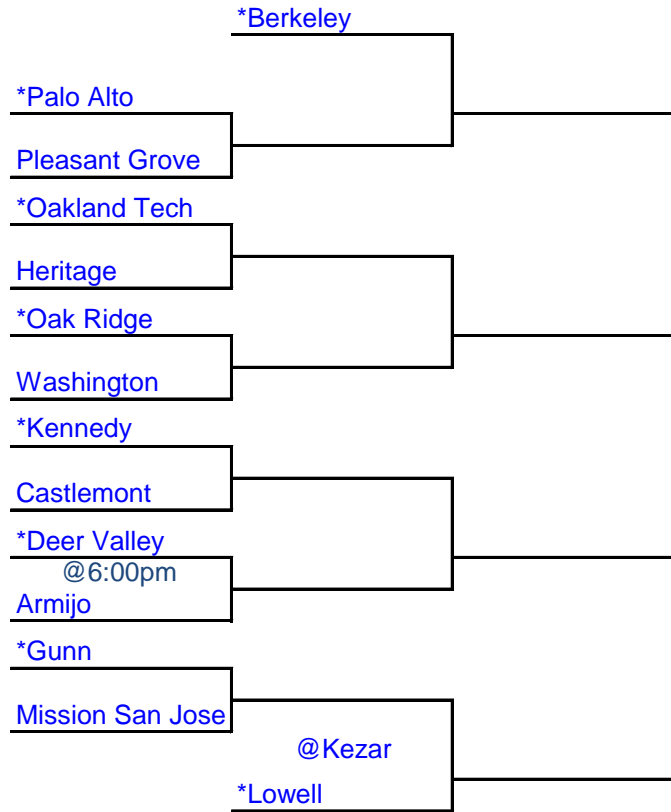 *Berkeley
*Palo Alto
Pleasant Grove
*Oakland Tech
Heritage
*Oak Ridge
Washington
*Kennedy
Castlemont
*Deer Valley
@6:00pm
Armijo
*Gunn
Mission San Jose
@Kezar
*Lowell